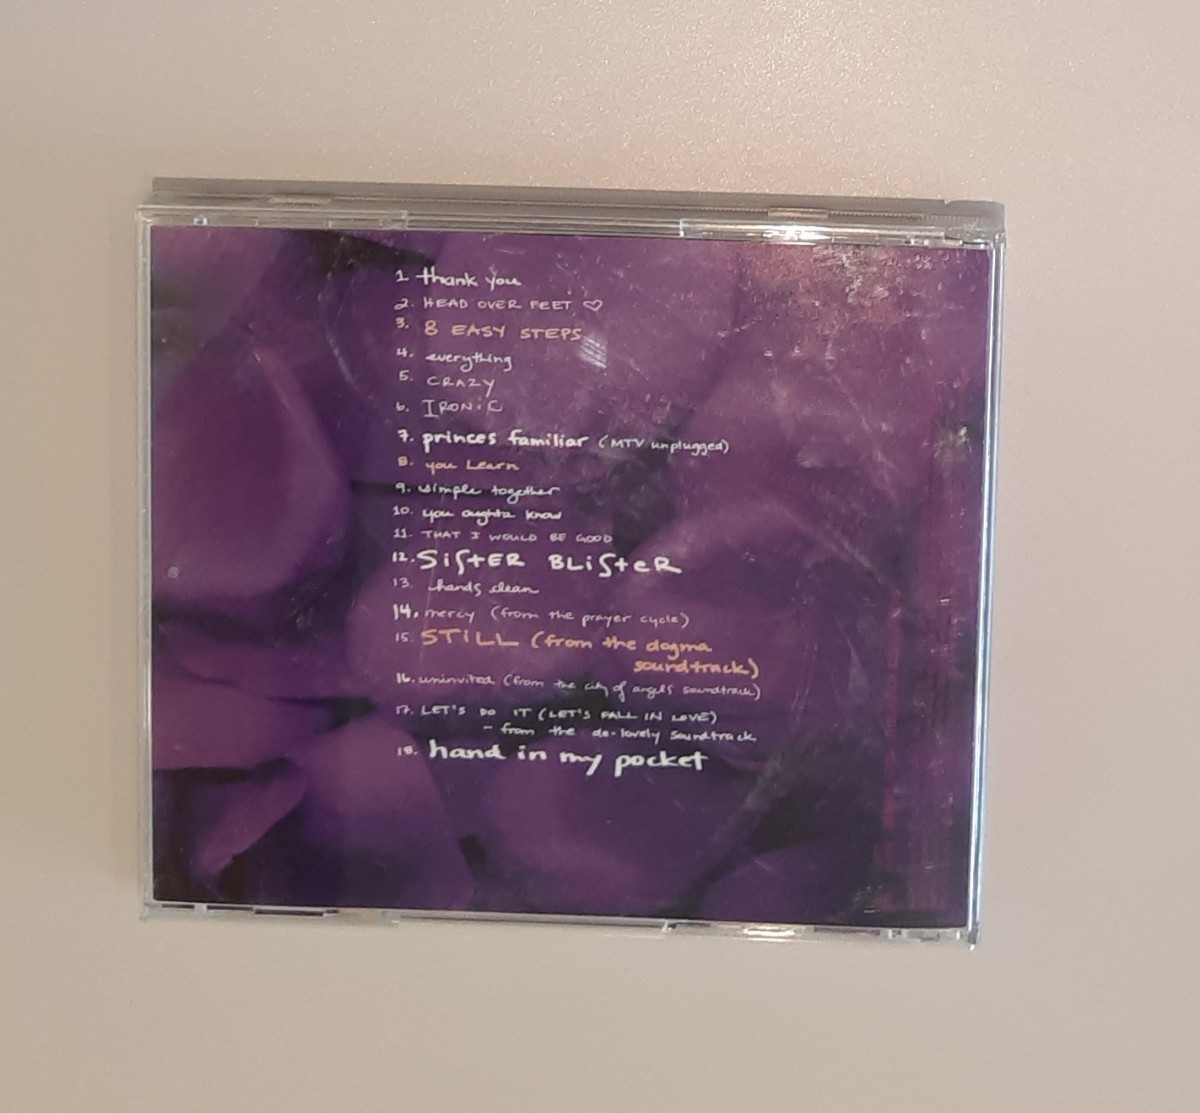 1. thank you
2. HEAD OVER FEET ♡
3. 8 EASY STEPS
4. everything
5. CRAZY
6. IRONiC
7. princes familiar (MTV unplugged)
8. you Learn
9. simple together
10. you oughta know
11. THAT I WOULD BE GOOD
12. SiStER BLiSteR
13. hands clean
14. mercy (from the prayer cycle)
15. STiLL (from the dogma
soundtrack)
16. uninvited (from the city of angels soundtrack)
17. LET'S DO IT (LET'S FALL IN LOVE)
- from the de-lovely soundtrack
18. hand in my pocket